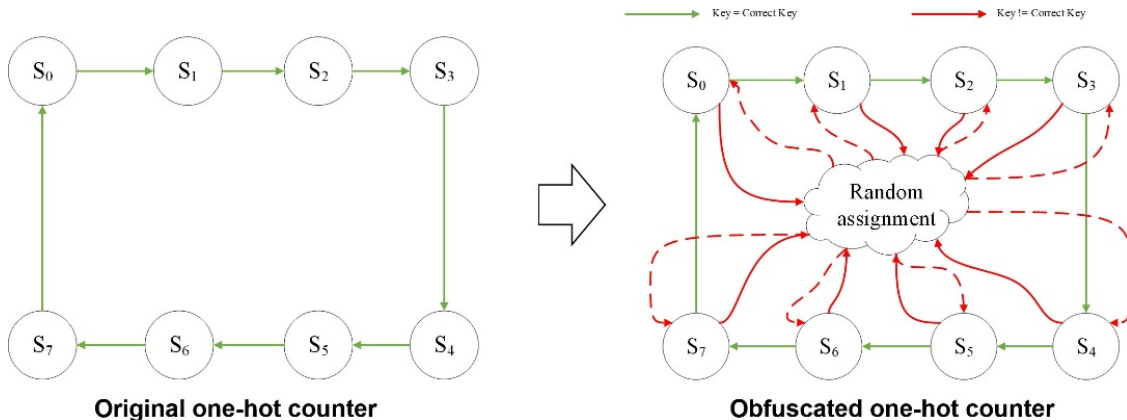 Key = Correct Key
Key != Correct Key
S0 S1 S2 S3
S0 S1 S2 S3
Random
assignment
S7 S6 S5 S4
S7 S6 S5 S4
Original one-hot counter
Obfuscated one-hot counter